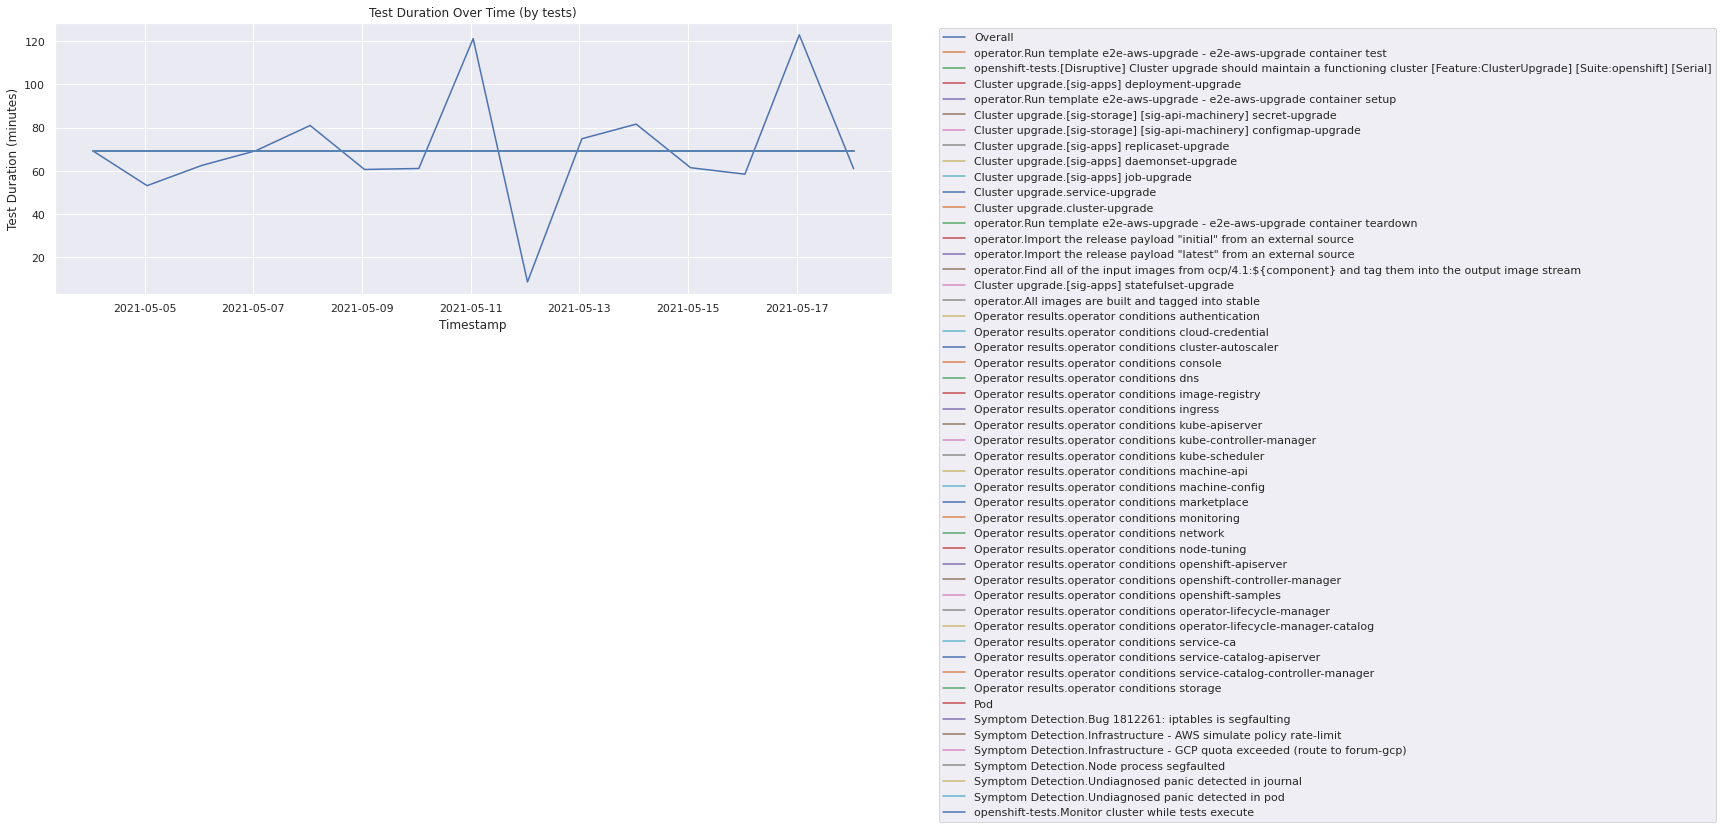 Test Duration Over Time (by tests)
Test Duration (minutes)
120
100
80
60
40
20
2021-05-05 2021-05-07 2021-05-09 2021-05-11 2021-05-13 2021-05-15 2021-05-17
Timestamp
Overall
operator.Run template e2e-aws-upgrade - e2e-aws-upgrade container test
openshift-tests.[Disruptive] Cluster upgrade should maintain a functioning cluster [Feature:ClusterUpgrade] [Suite:openshift] [Serial]
Cluster upgrade.[sig-apps] deployment-upgrade
operator.Run template e2e-aws-upgrade - e2e-aws-upgrade container setup
Cluster upgrade.[sig-storage] [sig-api-machinery] secret-upgrade
Cluster upgrade.[sig-storage] [sig-api-machinery] configmap-upgrade
Cluster upgrade.[sig-apps] replicaset-upgrade
Cluster upgrade.[sig-apps] daemonset-upgrade
Cluster upgrade.[sig-apps] job-upgrade
Cluster upgrade.service-upgrade
Cluster upgrade.cluster-upgrade
operator.Run template e2e-aws-upgrade - e2e-aws-upgrade container teardown
operator.Import the release payload "initial" from an external source
operator.Import the release payload "latest" from an external source
operator.Find all of the input images from ocp/4.1:${component} and tag them into the output image stream
Cluster upgrade.[sig-apps] statefulset-upgrade
operator.All images are built and tagged into stable
Operator results.operator conditions authentication
Operator results.operator conditions cloud-credential
Operator results.operator conditions cluster-autoscaler
Operator results.operator conditions console
Operator results.operator conditions dns
Operator results.operator conditions image-registry
Operator results.operator conditions ingress
Operator results.operator conditions kube-apiserver
Operator results.operator conditions kube-controller-manager
Operator results.operator conditions kube-scheduler
Operator results.operator conditions machine-api
Operator results.operator conditions machine-config
Operator results.operator conditions marketplace
Operator results.operator conditions monitoring
Operator results.operator conditions network
Operator results.operator conditions node-tuning
Operator results.operator conditions openshift-apiserver
Operator results.operator conditions openshift-controller-manager
Operator results.operator conditions openshift-samples
Operator results.operator conditions operator-lifecycle-manager
Operator results.operator conditions operator-lifecycle-manager-catalog
Operator results.operator conditions service-ca
Operator results.operator conditions service-catalog-apiserver
Operator results.operator conditions service-catalog-controller-manager
Operator results.operator conditions storage
Pod
Symptom Detection.Bug 1812261: iptables is segfaulting
Symptom Detection.Infrastructure - AWS simulate policy rate-limit
Symptom Detection.Infrastructure - GCP quota exceeded (route to forum-gcp)
Symptom Detection.Node process segfaulted
Symptom Detection.Undiagnosed panic detected in journal
Symptom Detection.Undiagnosed panic detected in pod
openshift-tests.Monitor cluster while tests execute